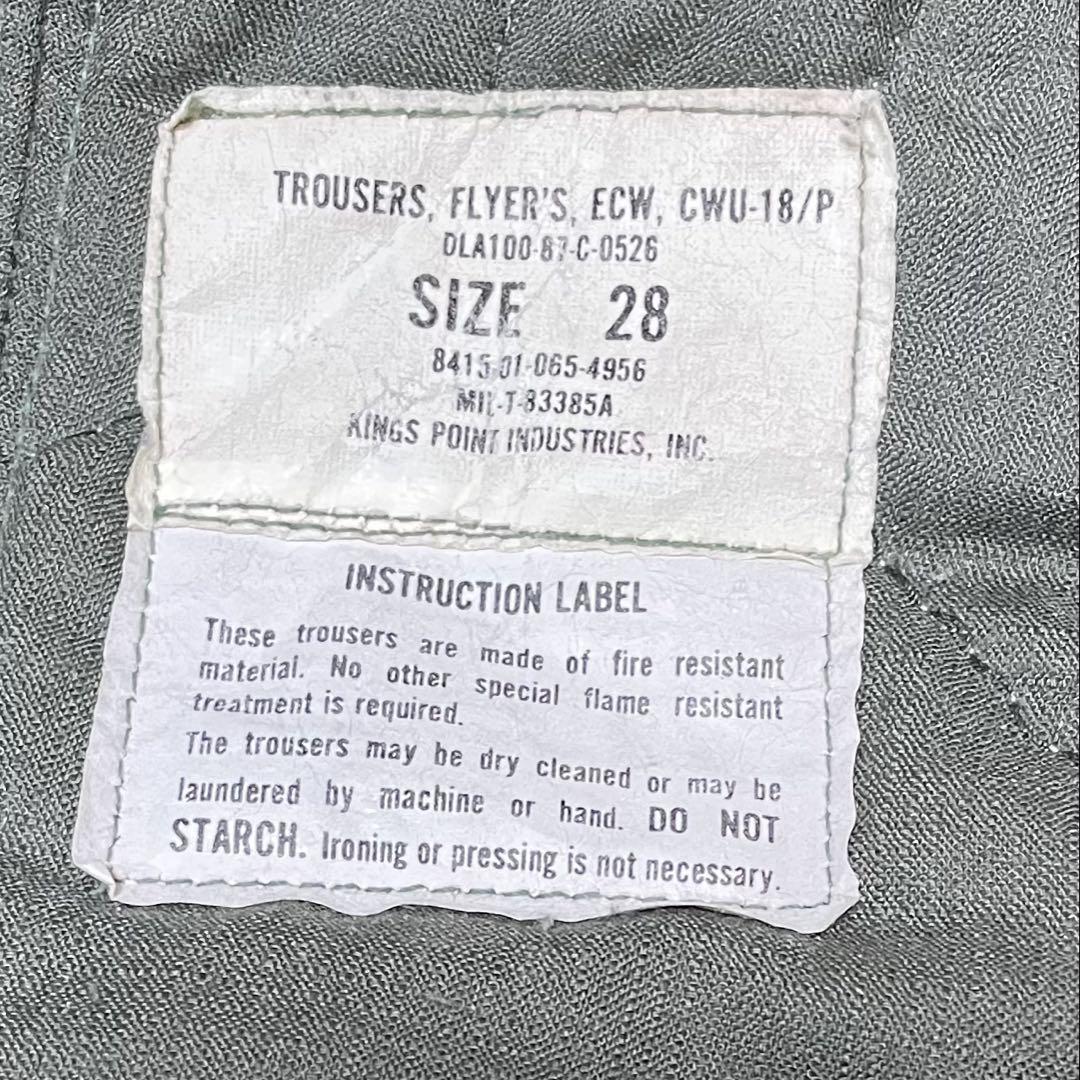 TROUSERS, FLYER'S, ECW, CWU-18/P
DLA100-87-C-0526
SIZE 28
8415-01-065-4956
MIL-T-83385A
KINGS POINT INDUSTRIES, INC.
INSTRUCTION LABEL
These trousers are made of fire resistant
material. No other special flame resistant
treatment is required.
The trousers may be dry cleaned or may be
laundered by machine or hand. DO NOT
STARCH. Ironing or pressing is not necessary.